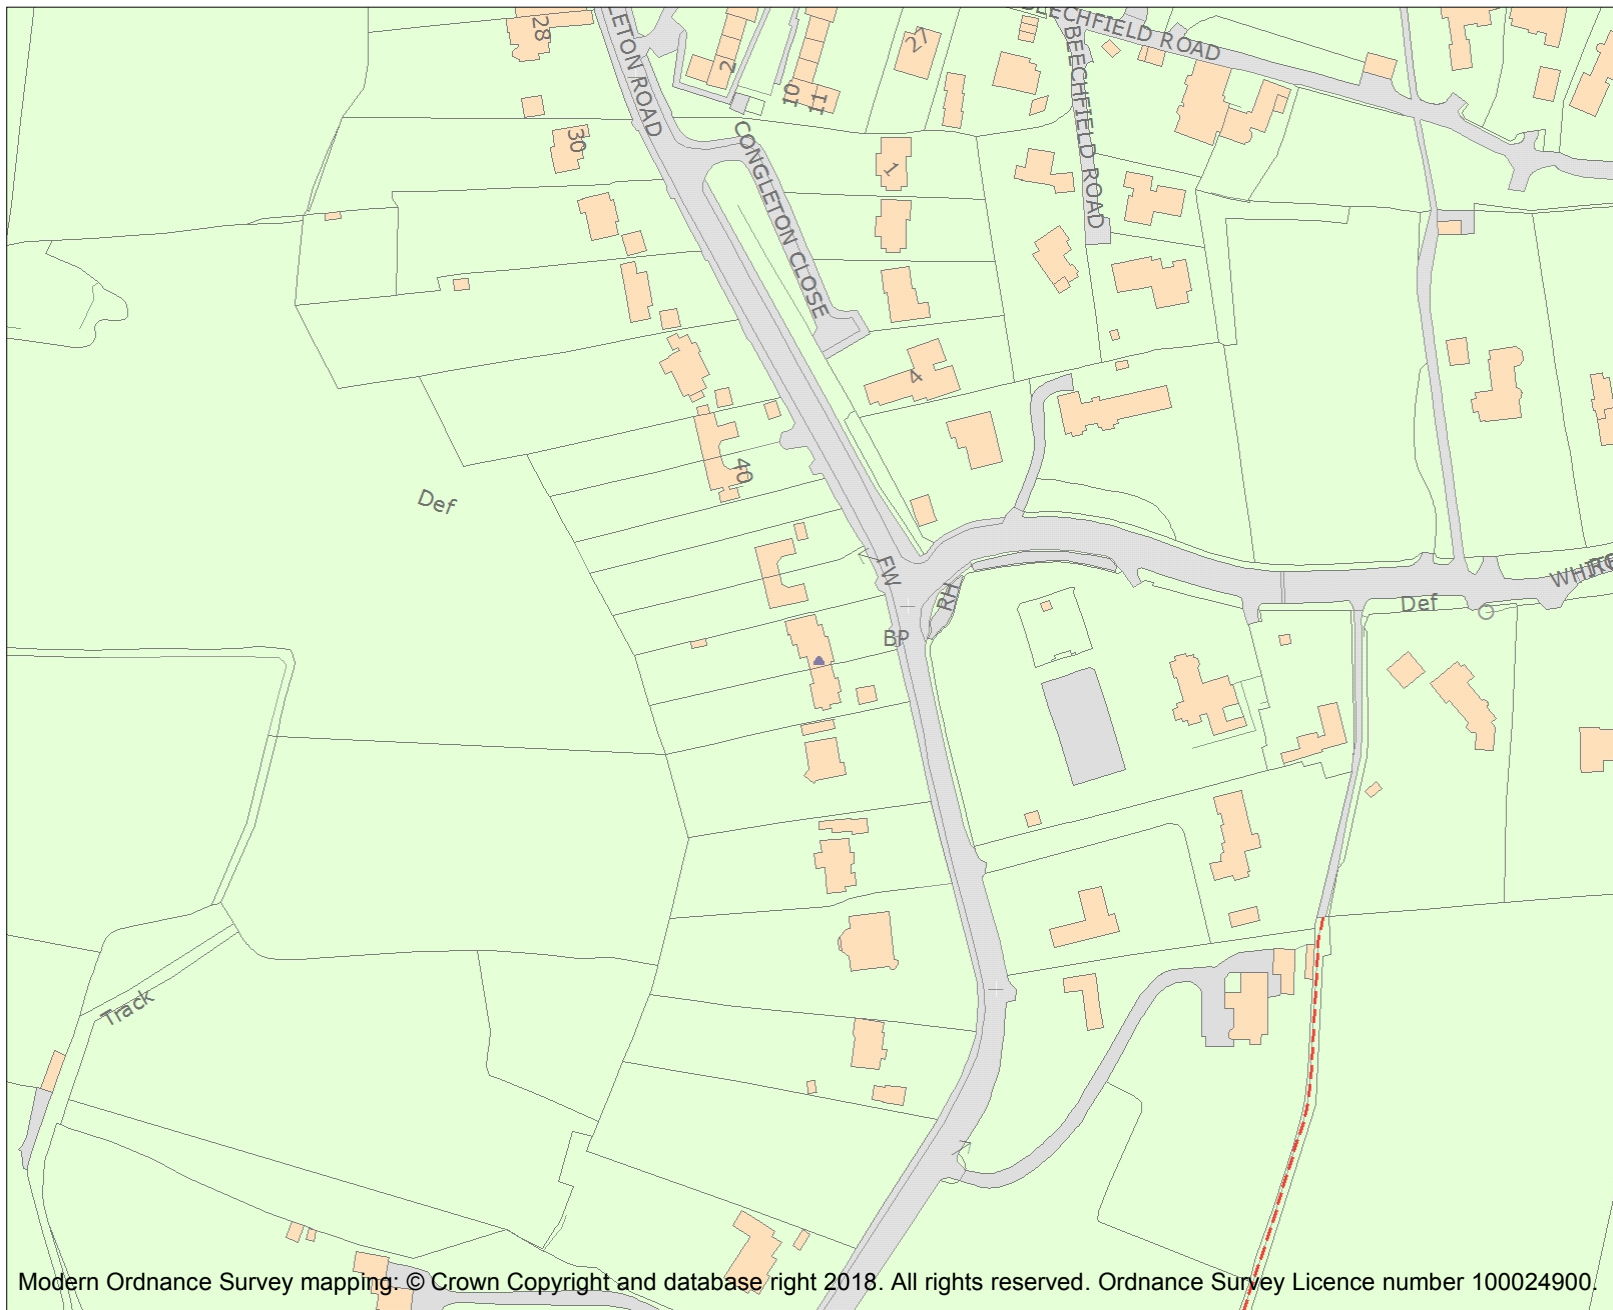 28
LETON ROAD
2
10
11
27
BEECHFIELD ROAD
BEECHFIELD ROAD
30
CONGLETON CLOSE
1
4
40
Def
FW
RH
BP
Def
Track
Modern Ordnance Survey mapping: © Crown Copyright and database right 2018. All rights reserved. Ordnance Survey Licence number 100024900.